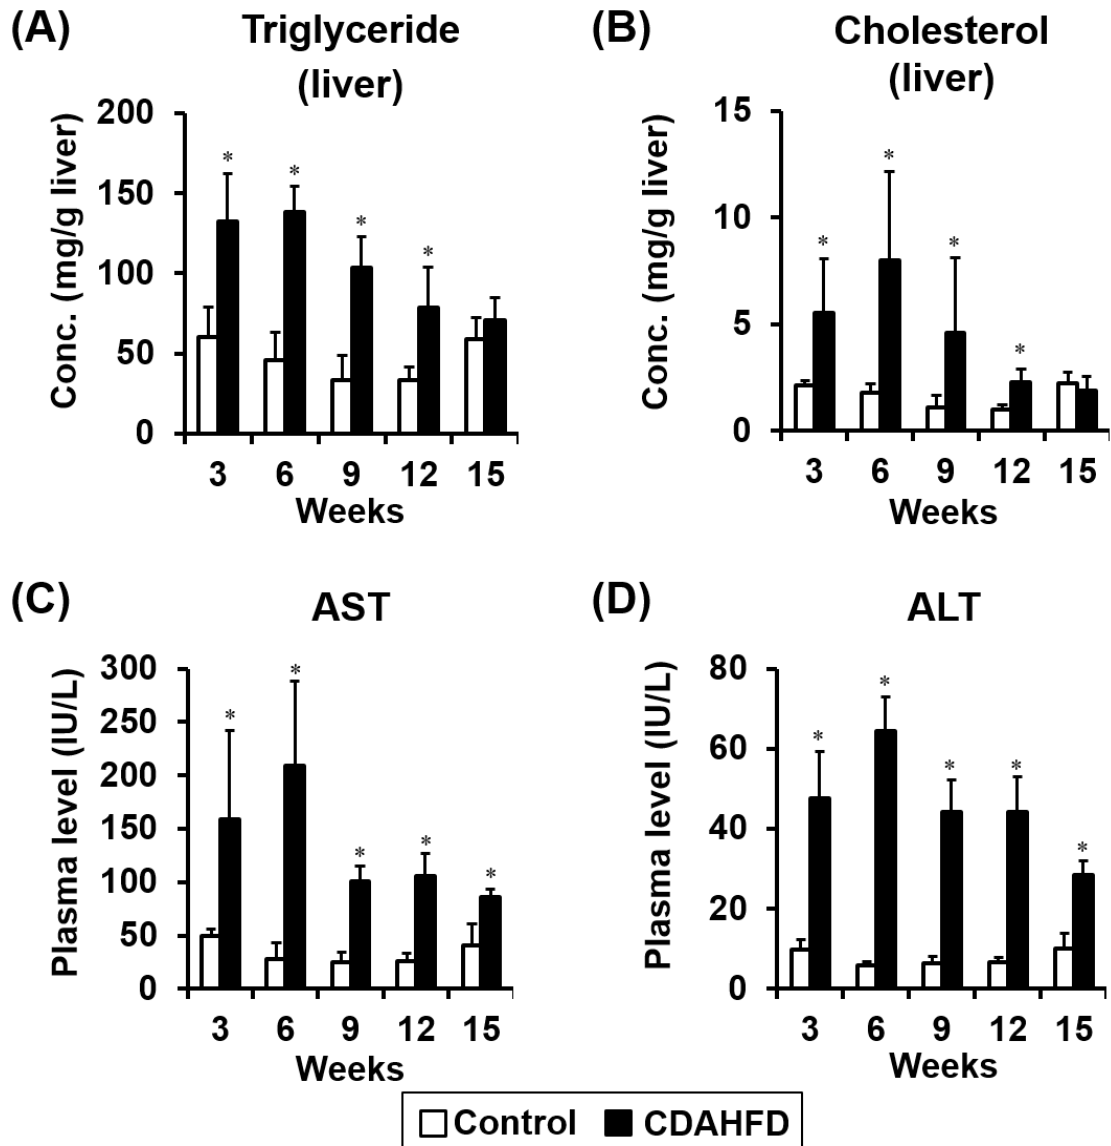 (A)
Triglyceride
(liver)
Conc. (mg/g liver)
200
150
100
50
0
* * * *
3 6 9 12 15
Weeks
(B)
Cholesterol
(liver)
Conc. (mg/g liver)
15
10
5
0
* * * *
3 6 9 12 15
Weeks
(C)
AST
Plasma level (IU/L)
300
250
200
150
100
50
0
* * * * *
3 6 9 12 15
Weeks
(D)
ALT
Plasma level (IU/L)
80
60
40
20
0
* * * * *
3 6 9 12 15
Weeks
Control CDAHFD